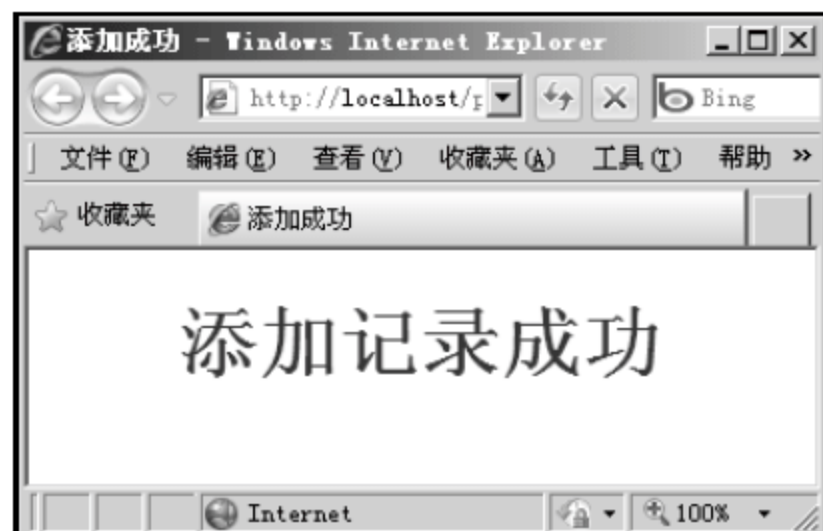 添加成功 - Windows Internet Explorer
http://localhost/p Bing
文件(F) 编辑(E) 查看(V) 收藏夹(A) 工具(T) 帮助 »
收藏夹 添加成功
添加记录成功
Internet 100%